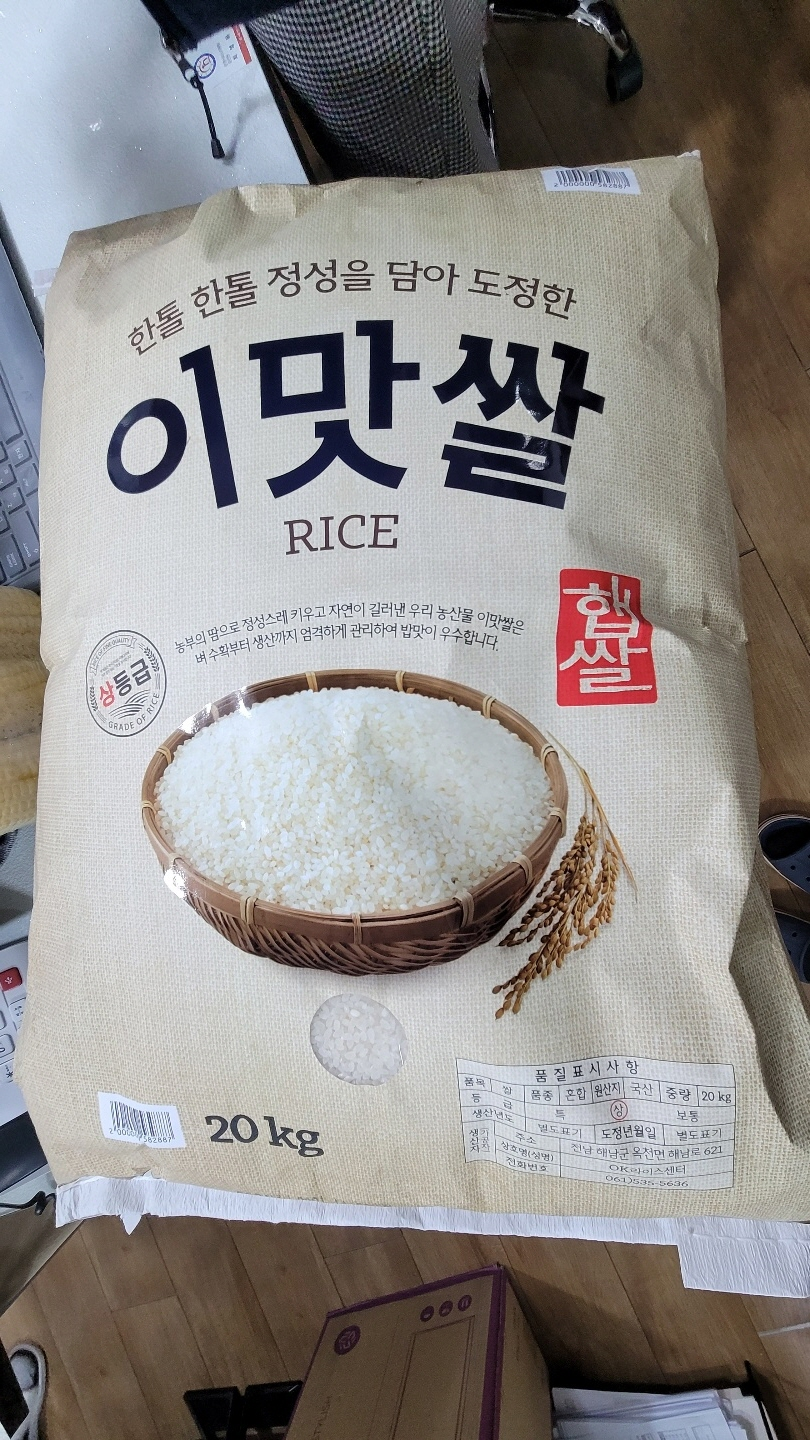 2 000000 582887
한톨 한톨 정성을 담아 도정한
이맛쌀
RICE
햅쌀
농부의 땀으로 정성스레 키우고 자연이 길러낸 우리 농산물 이맛쌀은
벼 수확부터 생산까지 엄격하게 관리하여 밥맛이 우수합니다.
상등급
GRADE OF RICE
품질표시사항
품목 쌀 품종 혼합 원산지 국산 중량 20 kg
등급 특 상 보통
생산년도 별도표기 도정년월일 별도표기
주소 전남 해남군 옥천면 해남로 621
상호명(성명) OK라이스센터
전화번호 061)535-5636
20 kg
2 000000 582887